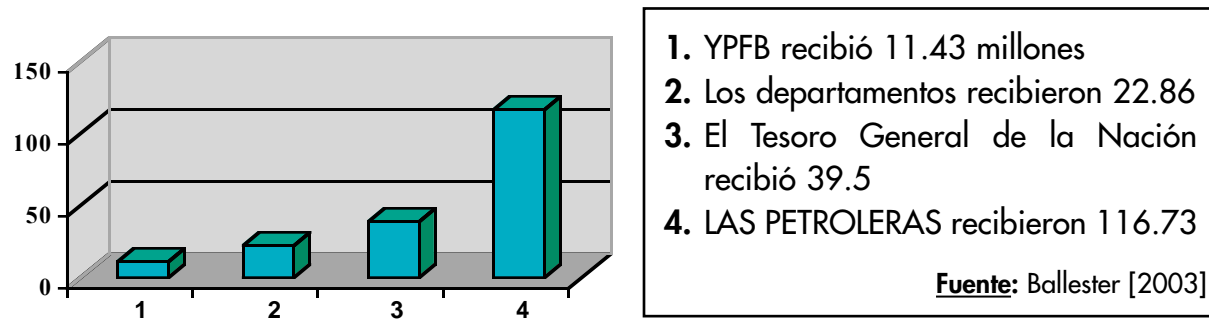 150
100
50
0
1 2 3 4
1. YPFB recibió 11.43 millones
2. Los departamentos recibieron 22.86
3. El Tesoro General de la Nación
recibió 39.5
4. LAS PETROLERAS recibieron 116.73
Fuente: Ballester [2003]